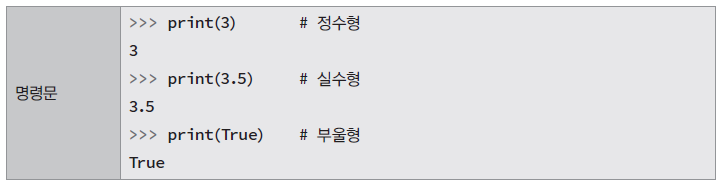 명령문
>>> print(3) # 정수형
3
>>> print(3.5) # 실수형
3.5
>>> print(True) # 부울형
True